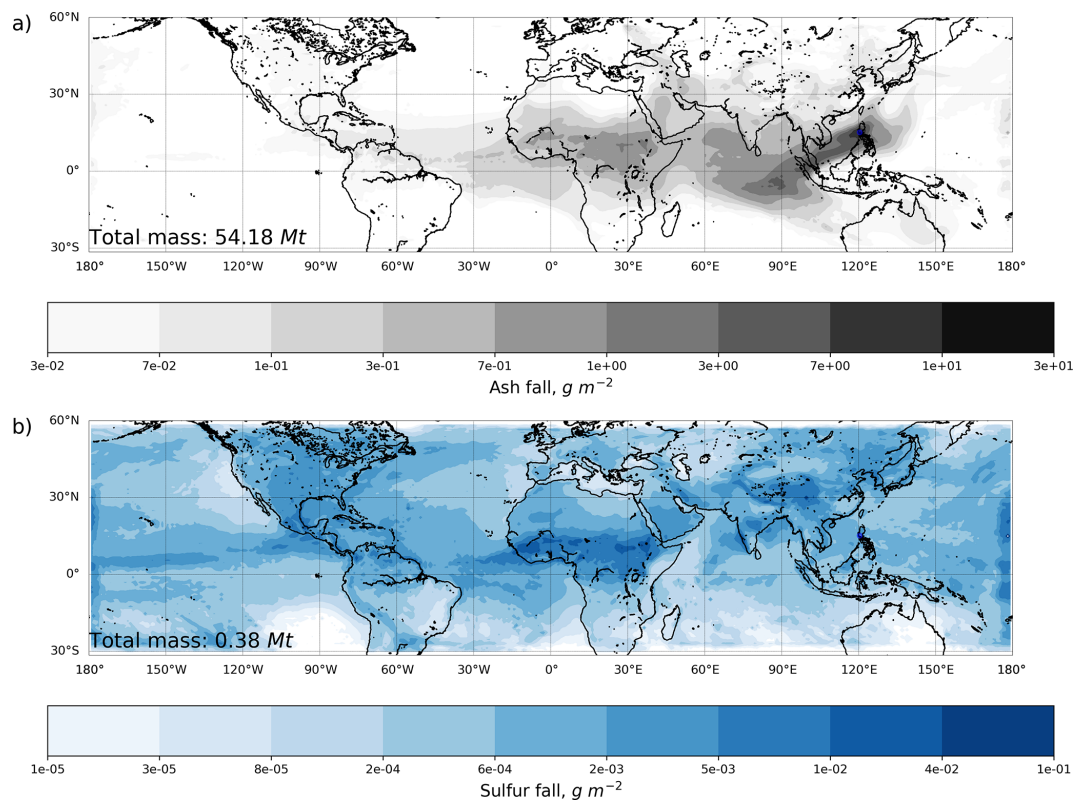 a)
60°N
30°N
0°
30°S
Total mass: 54.18 Mt
180° 150°W 120°W 90°W 60°W 30°W 0° 30°E 60°E 90°E 120°E 150°E 180°
3e-02 7e-02 1e-01 3e-01 7e-01 1e+00 3e+00 7e+00 1e+01 3e+01
Ash fall, g m⁻²
b)
60°N
30°N
0°
30°S
Total mass: 0.38 Mt
180° 150°W 120°W 90°W 60°W 30°W 0° 30°E 60°E 90°E 120°E 150°E 180°
1e-05 3e-05 8e-05 2e-04 6e-04 2e-03 5e-03 1e-02 4e-02 1e-01
Sulfur fall, g m⁻²